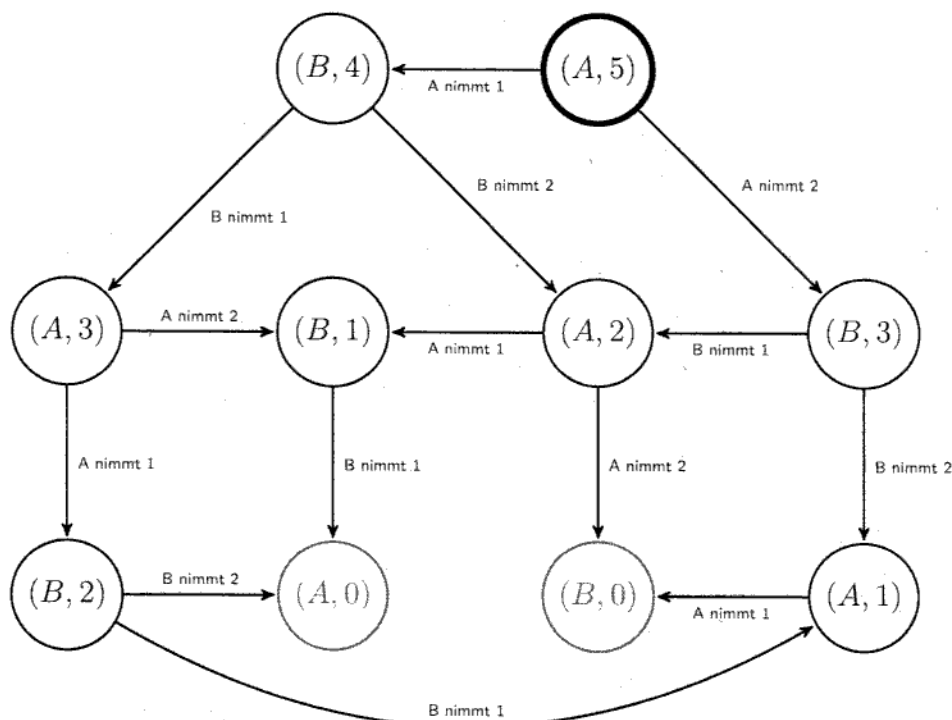 (B, 4)
(A, 5)
A nimmt 1
B nimmt 2
A nimmt 2
B nimmt 1
(A, 3)
A nimmt 2
(B, 1)
A nimmt 1
(A, 2)
B nimmt 1
(B, 3)
A nimmt 1
B nimmt 1
A nimmt 2
B nimmt 2
(B, 2)
B nimmt 2
(A, 0)
(B, 0)
A nimmt 1
(A, 1)
B nimmt 1